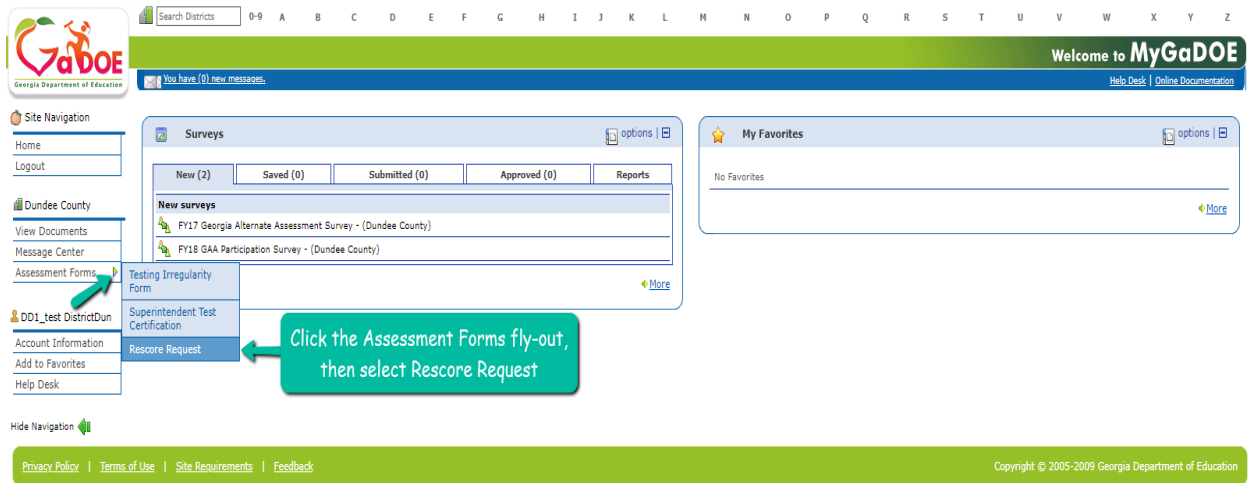 Search Districts 0-9 A B C D E F G H I J K L M N O P Q R S T U V W X Y Z
GaDOE
Georgia Department of Education
Welcome to MyGaDOE
You have (0) new messages.
Help Desk | Online Documentation
Site Navigation
Home
Logout
Dundee County
View Documents
Message Center
Assessment Forms
DD1_test DistrictDun
Account Information
Add to Favorites
Help Desk
Hide Navigation
Testing Irregularity
Form
Superintendent Test
Certification
Rescore Request
Surveys options |
New (2) Saved (0) Submitted (0) Approved (0) Reports
New surveys
FY17 Georgia Alternate Assessment Survey - (Dundee County)
FY18 GAA Participation Survey - (Dundee County)
More
Click the Assessment Forms fly-out,
then select Rescore Request
My Favorites options |
No Favorites
More
Privacy Policy | Terms of Use | Site Requirements | Feedback
Copyright © 2005-2009 Georgia Department of Education